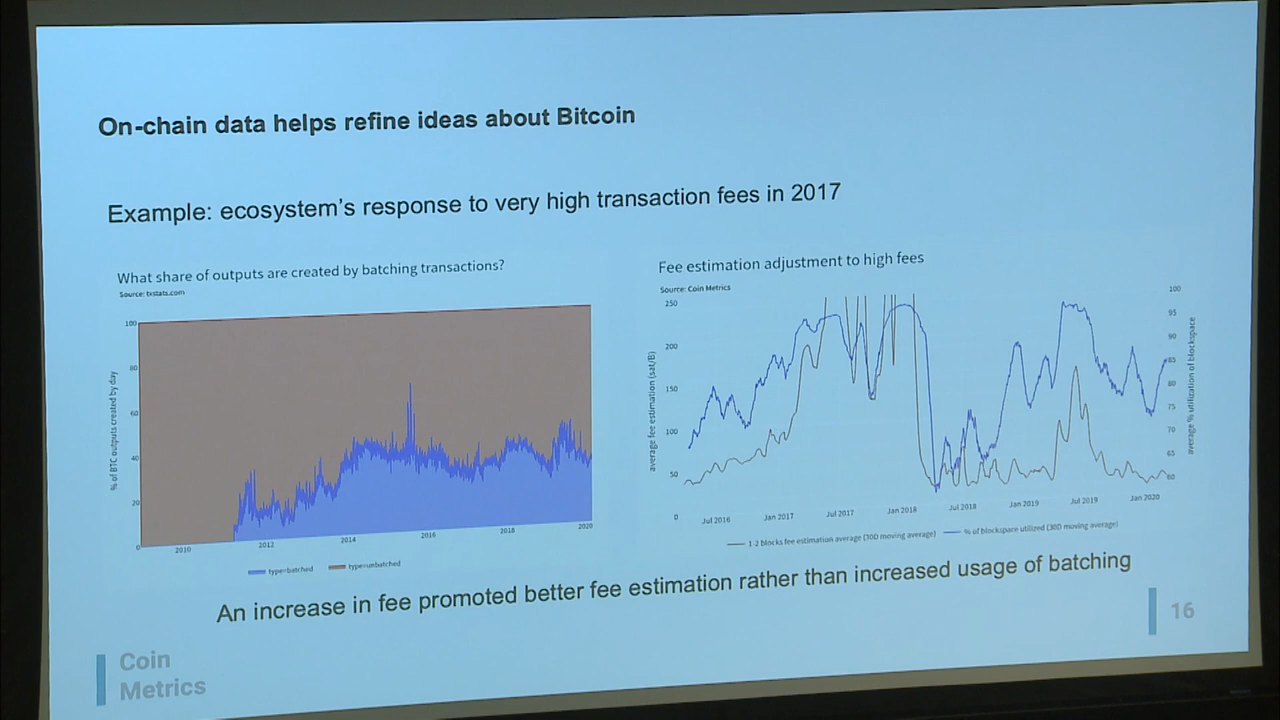 On-chain data helps refine ideas about Bitcoin
Example: ecosystem's response to very high transaction fees in 2017
What share of outputs are created by batching transactions?
Source: txstats.com
% of BTC outputs created by day
100
80
60
40
20
0
2010
2012
2014
2016
2018
2020
type=batched
type=unbatched
Fee estimation adjustment to high fees
Source: Coin Metrics
average fee estimation (sat/B)
250
200
150
100
50
0
100
95
90
85
80
75
70
65
60
average % utilization of blockspace
Jul 2016
Jan 2017
Jul 2017
Jan 2018
Jul 2018
Jan 2019
Jul 2019
Jan 2020
1-2 blocks fee estimation average (30D moving average)
% of blockspace utilized (30D moving average)
An increase in fee promoted better fee estimation rather than increased usage of batching
Coin
Metrics
16